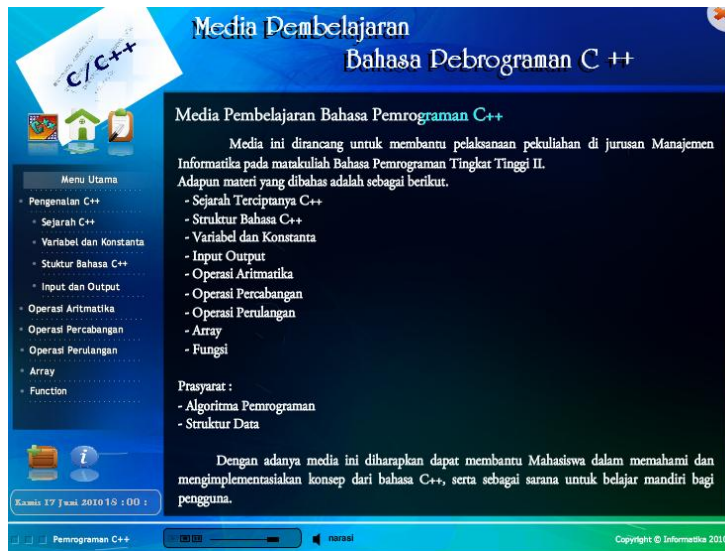 C/C++
Media Pembelajaran
Bahasa Pebrograman C ++
Menu Utama
Pengenalan C++
Sejarah C++
Variabel dan Konstanta
Stuktur Bahasa C++
Input dan Output
Operasi Aritmatika
Operasi Percabangan
Operasi Perulangan
Array
Function
Kamis 17 Juni 2010 18 : 00 :
Media Pembelajaran Bahasa Pemrograman C++
Media ini dirancang untuk membantu pelaksanaan pekuliahan di jurusan Manajemen
Informatika pada matakuliah Bahasa Pemrograman Tingkat Tinggi II.
Adapun materi yang dibahas adalah sebagai berikut.
- Sejarah Terciptanya C++
- Struktur Bahasa C++
- Variabel dan Konstanta
- Input Output
- Operasi Aritmatika
- Operasi Percabangan
- Operasi Perulangan
- Array
- Fungsi
Prasyarat :
- Algoritma Pemrograman
- Struktur Data
Dengan adanya media ini diharapkan dapat membantu Mahasiswa dalam memahami dan
mengimplementasiakan konsep dari bahasa C++, serta sebagai sarana untuk belajar mandiri bagi
pengguna.
Pemrograman C++
narasi
Copyright © Informatika 2010